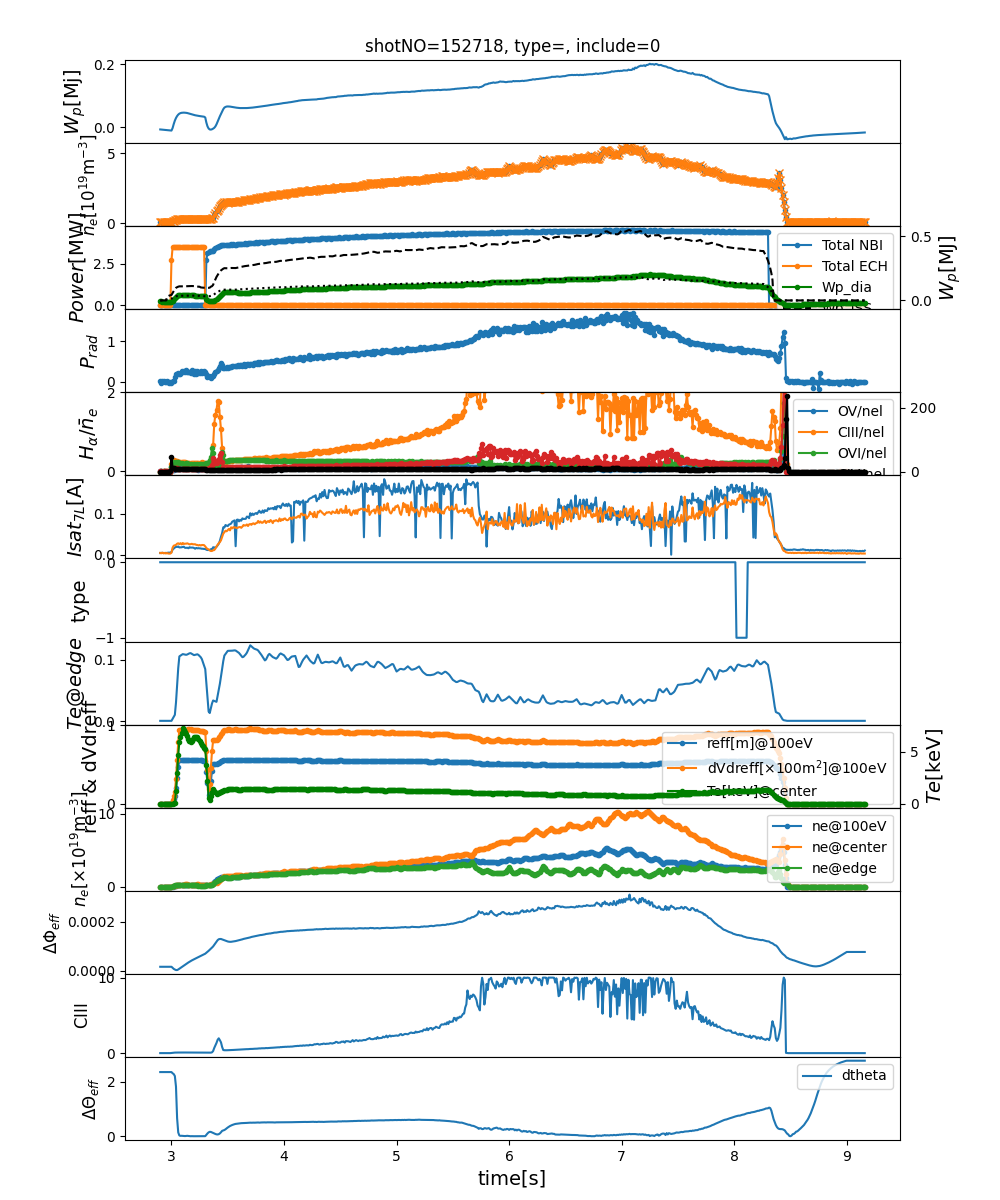 shotNO=152718, type=, include=0
W_p[MJ]
0.2
0.0
n_e[10^19 m^-3]
5
0
Power[MW]
2.5
0.0
Total NBI
Total ECH
Wp_dia
0.5
0.0
W_p[MJ]
P_rad
1
0
H_α/n̄_e
2
0
OV/nel
CIII/nel
OVI/nel
200
0
Isat_7L[A]
0.1
0.0
type
0
−1
Te@edge
0.1
0.0
reff & dVdreff
1
0
reff[m]@100eV
dVdreff[×100m^2]@100eV
Te[keV]@center
5
0
Te[keV]
n_e[×10^19 m^-3]
10
0
ne@100eV
ne@center
ne@edge
ΔΦ_eff
0.0002
0.0000
CIII
10
0
ΔΘ_eff
2
0
dtheta
3 4 5 6 7 8 9
time[s]